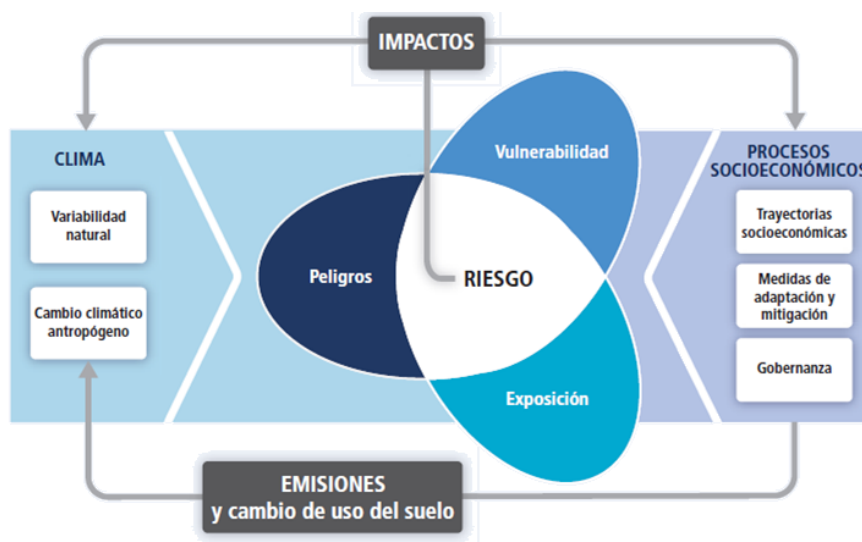 IMPACTOS
CLIMA
Variabilidad
natural
Cambio climático
antropógeno
Vulnerabilidad
Peligros
RIESGO
Exposición
PROCESOS
SOCIOECONÓMICOS
Trayectorias
socioeconómicas
Medidas de
adaptación y
mitigación
Gobernanza
EMISIONES
y cambio de uso del suelo